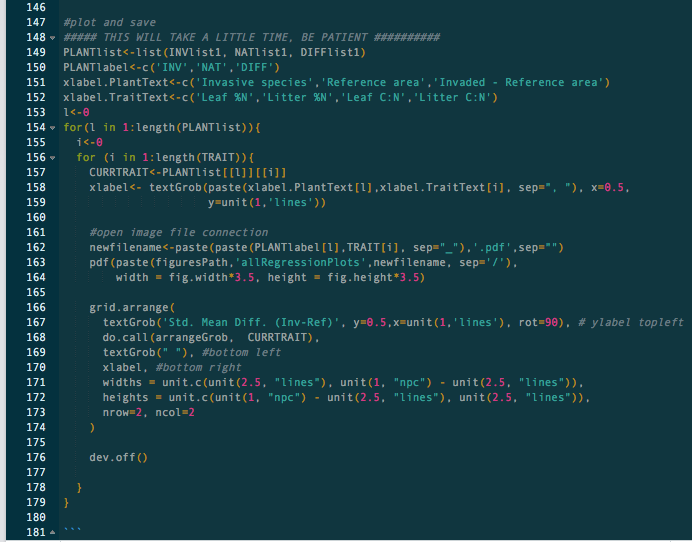 146
147 #plot and save
148 ##### THIS WILL TAKE A LITTLE TIME, BE PATIENT ##########
149 PLANTlist<-list(INVlist1, NATlist1, DIFFlist1)
150 PLANTlabel<-c('INV','NAT','DIFF')
151 xlabel.PlantText<-c('Invasive species','Reference area','Invaded - Reference area')
152 xlabel.TraitText<-c('Leaf %N','Litter %N','Leaf C:N','Litter C:N')
153 l<-0
154 for(l in 1:length(PLANTlist)){
155   i<-0
156   for (i in 1:length(TRAIT)){
157     CURRTRAIT<-PLANTlist[[l]][[i]]
158     xlabel<- textGrob(paste(xlabel.PlantText[l],xlabel.TraitText[i], sep=", "), x=0.5,
159                       y=unit(1,'lines'))
160
161     #open image file connection
162     newfilename<-paste(paste(PLANTlabel[l],TRAIT[i], sep="_"),'.pdf',sep="")
163     pdf(paste(figuresPath,'allRegressionPlots',newfilename, sep='/'),
164         width = fig.width*3.5, height = fig.height*3.5)
165
166     grid.arrange(
167       textGrob('Std. Mean Diff. (Inv-Ref)', y=0.5,x=unit(1,'lines'), rot=90), # ylabel topleft
168       do.call(arrangeGrob,  CURRTRAIT),
169       textGrob(" "), #bottom left
170       xlabel, #bottom right
171       widths = unit.c(unit(2.5, "lines"), unit(1, "npc") - unit(2.5, "lines")),
172       heights = unit.c(unit(1, "npc") - unit(2.5, "lines"), unit(2.5, "lines")),
173       nrow=2, ncol=2
174     )
175
176     dev.off()
177
178   }
179 }
180
181 ```